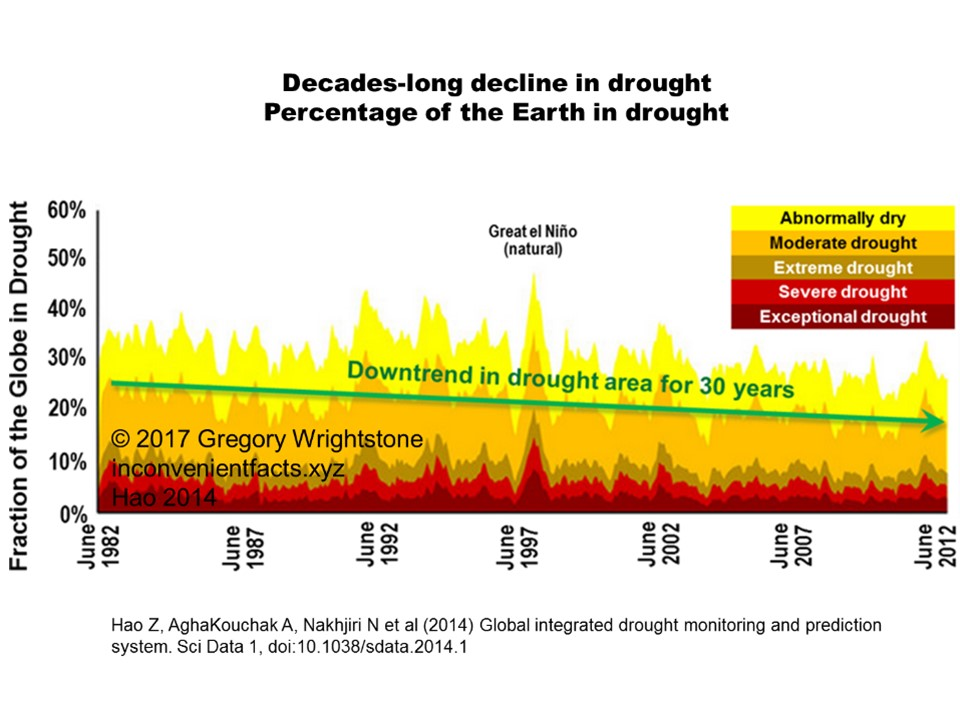 Decades-long decline in drought
Percentage of the Earth in drought
Fraction of the Globe in Drought
60%
50%
40%
30%
20%
10%
0%
Great el Niño
(natural)
Abnormally dry
Moderate drought
Extreme drought
Severe drought
Exceptional drought
Downtrend in drought area for 30 years
© 2017 Gregory Wrightstone
inconvenientfacts.xyz
Hao 2014
June
1982
June
1987
June
1992
June
1997
June
2002
June
2007
June
2012
Hao Z, AghaKouchak A, Nakhjiri N et al (2014) Global integrated drought monitoring and prediction
system. Sci Data 1, doi:10.1038/sdata.2014.1